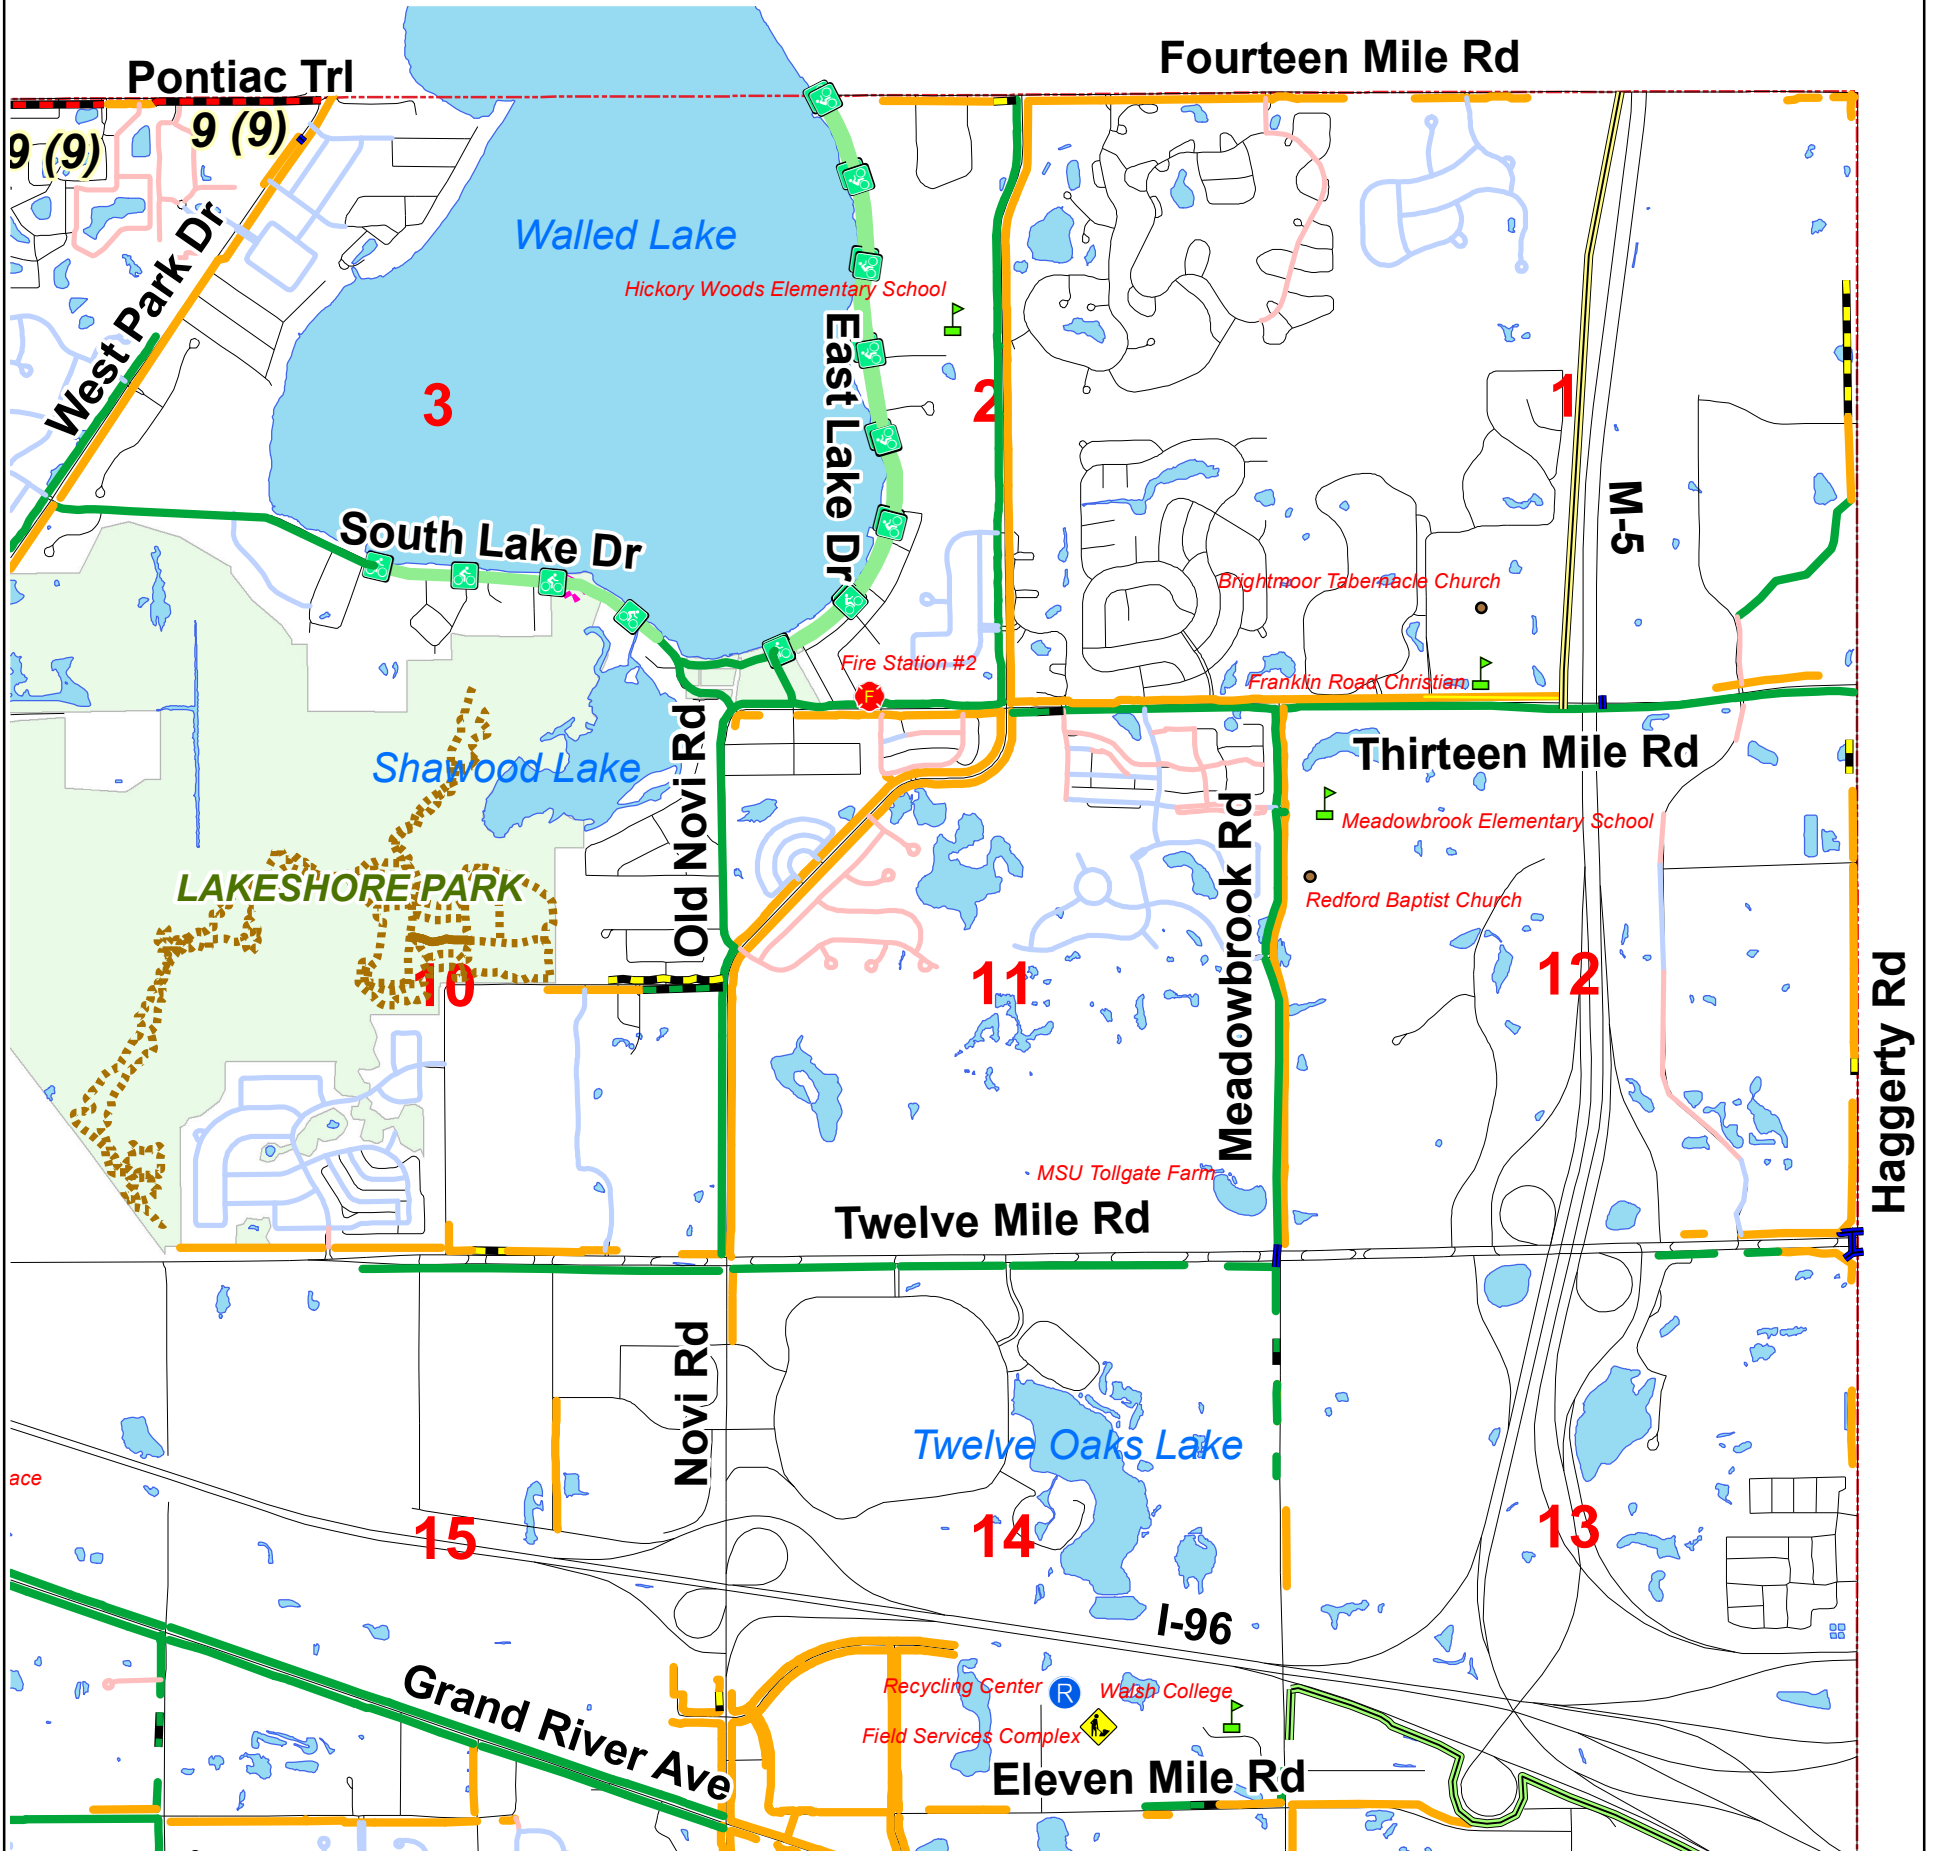 Fourteen Mile Rd
Pontiac Trl
9 (9)
9 (9)
West Park Dr
Walled Lake
Hickory Woods Elementary School
East Lake Dr
3
2
1
M-5
South Lake Dr
Brightmoor Tabernacle Church
Fire Station #2
Franklin Road Christian
Old Novi Rd
Thirteen Mile Rd
Shawood Lake
Meadowbrook Rd
Meadowbrook Elementary School
LAKESHORE PARK
Redford Baptist Church
10
11
12
Haggerty Rd
MSU Tollgate Farm
Twelve Mile Rd
Novi Rd
Twelve Oaks Lake
ace
15
14
13
I-96
Grand River Ave
Recycling Center
R
Walsh College
Field Services Complex
Eleven Mile Rd
F